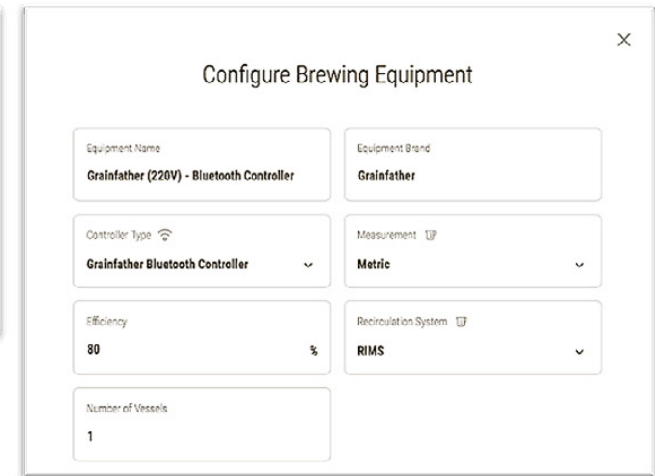 Configure Brewing Equipment
Equipment Name
Grainfather (220V) - Bluetooth Controller
Equipment Brand
Grainfather
Controller Type
Grainfather Bluetooth Controller
Measurement
Metric
Efficiency
80 %
Recirculation System
RIMS
Number of Vessels
1